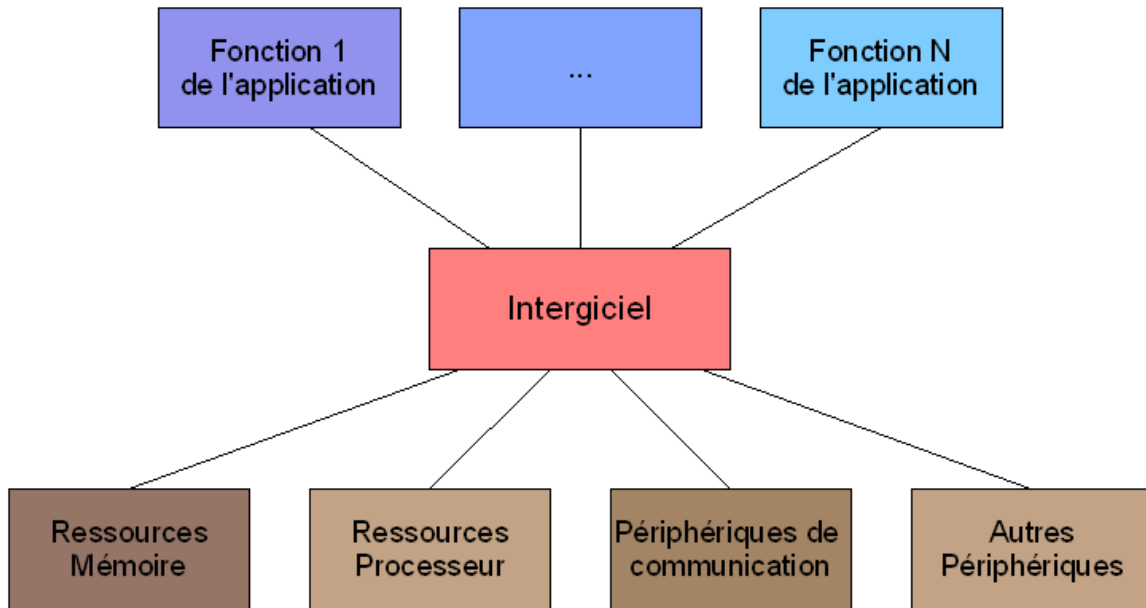 Fonction 1
de l'application
...
Fonction N
de l'application
Intergiciel
Ressources
Mémoire
Ressources
Processeur
Périphériques de
communication
Autres
Périphériques